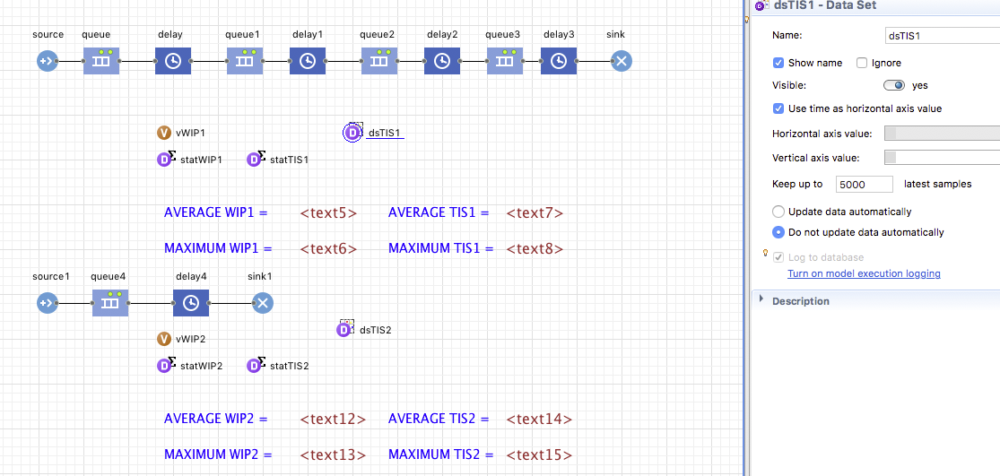 dsTIS1 - Data Set
source queue delay queue1 delay1 queue2 delay2 queue3 delay3 sink
Name: dsTIS1
Show name Ignore
Visible: yes
Use time as horizontal axis value
vWIP1 dsTIS1
Horizontal axis value:
statWIP1 statTIS1
Vertical axis value:
Keep up to 5000 latest samples
AVERAGE WIP1 = <text5> AVERAGE TIS1 = <text7>
Update data automatically
Do not update data automatically
MAXIMUM WIP1 = <text6> MAXIMUM TIS1 = <text8>
Log to database
Turn on model execution logging
source1 queue4 delay4 sink1
Description
dsTIS2
vWIP2
statWIP2 statTIS2
AVERAGE WIP2 = <text12> AVERAGE TIS2 = <text14>
MAXIMUM WIP2 = <text13> MAXIMUM TIS2 = <text15>